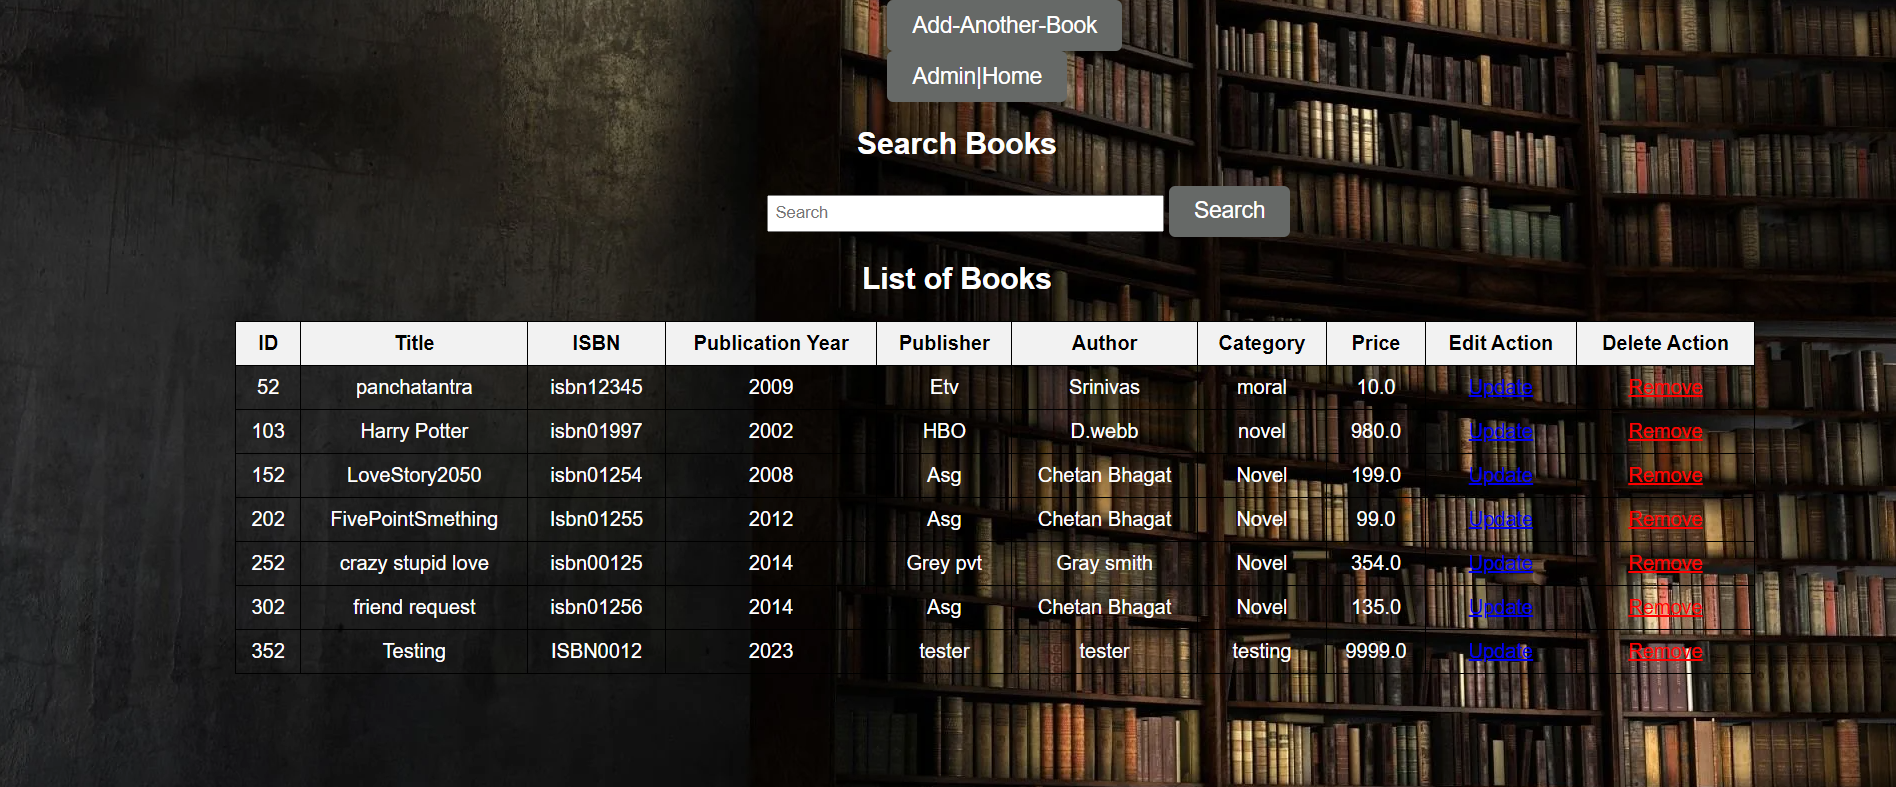 Add-Another-Book
Admin|Home
Search Books
Search Search
List of Books
ID Title ISBN Publication Year Publisher Author Category Price Edit Action Delete Action
52 panchatantra isbn12345 2009 Etv Srinivas moral 10.0 Update Remove
103 Harry Potter isbn01997 2002 HBO D.webb novel 980.0 Update Remove
152 LoveStory2050 isbn01254 2008 Asg Chetan Bhagat Novel 199.0 Update Remove
202 FivePointSmething Isbn01255 2012 Asg Chetan Bhagat Novel 99.0 Update Remove
252 crazy stupid love isbn00125 2014 Grey pvt Gray smith Novel 354.0 Update Remove
302 friend request isbn01256 2014 Asg Chetan Bhagat Novel 135.0 Update Remove
352 Testing ISBN0012 2023 tester tester testing 9999.0 Update Remove